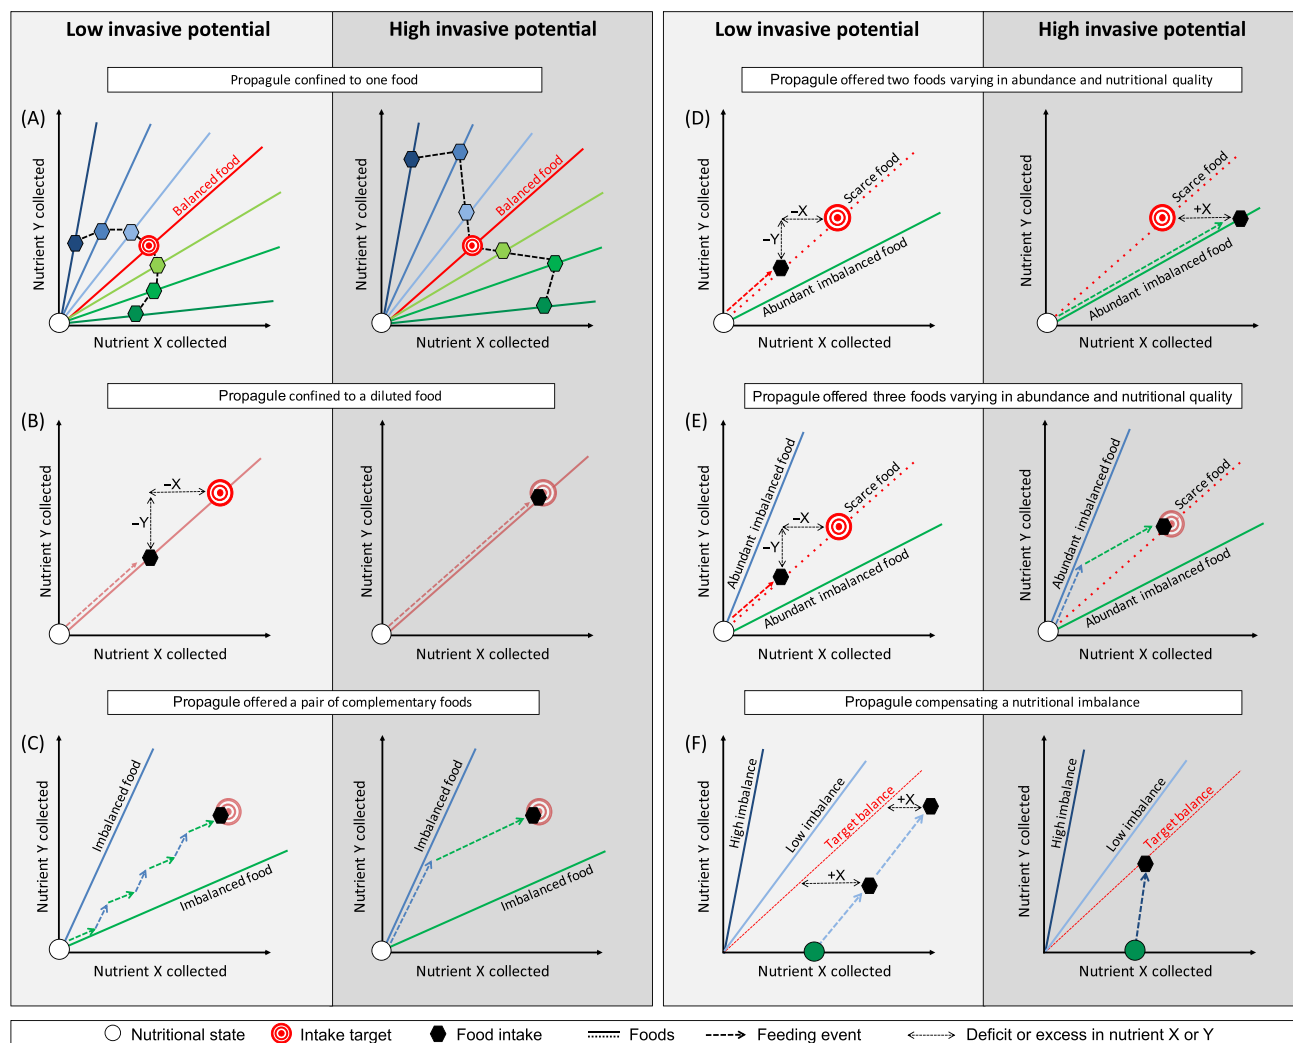 Low invasive potential
High invasive potential
Propagule confined to one food
(A)
Nutrient Y collected
Balanced food
Nutrient X collected
Nutrient Y collected
Balanced food
Nutrient X collected
Propagule confined to a diluted food
(B)
Nutrient Y collected
−X
−Y
Nutrient X collected
Nutrient Y collected
Nutrient X collected
Propagule offered a pair of complementary foods
(C)
Nutrient Y collected
Imbalanced food
Imbalanced food
Nutrient X collected
Nutrient Y collected
Imbalanced food
Imbalanced food
Nutrient X collected
Low invasive potential
High invasive potential
Propagule offered two foods varying in abundance and nutritional quality
(D)
Nutrient Y collected
−X
−Y
Scarce food
Abundant imbalanced food
Nutrient X collected
Nutrient Y collected
+X
Scarce food
Abundant imbalanced food
Nutrient X collected
Propagule offered three foods varying in abundance and nutritional quality
(E)
Nutrient Y collected
Abundant imbalanced food
−X
−Y
Scarce food
Abundant imbalanced food
Nutrient X collected
Nutrient Y collected
Abundant imbalanced food
Scarce food
Abundant imbalanced food
Nutrient X collected
Propagule compensating a nutritional imbalance
(F)
Nutrient Y collected
High imbalance
Low imbalance
Target balance
+X
+X
Nutrient X collected
Nutrient Y collected
High imbalance
Low imbalance
Target balance
Nutrient X collected
Nutritional state
Intake target
Food intake
Foods
Feeding event
Deficit or excess in nutrient X or Y